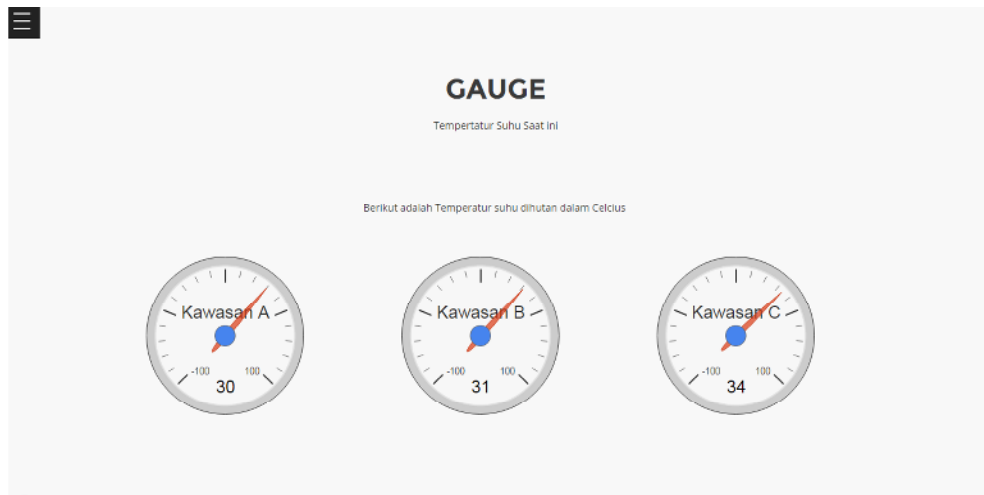 GAUGE
Tempertatur Suhu Saat ini
Berikut adalah Temperatur suhu dihutan dalam Celcius
Kawasan A
-100 100
30
Kawasan B
-100 100
31
Kawasan C
-100 100
34